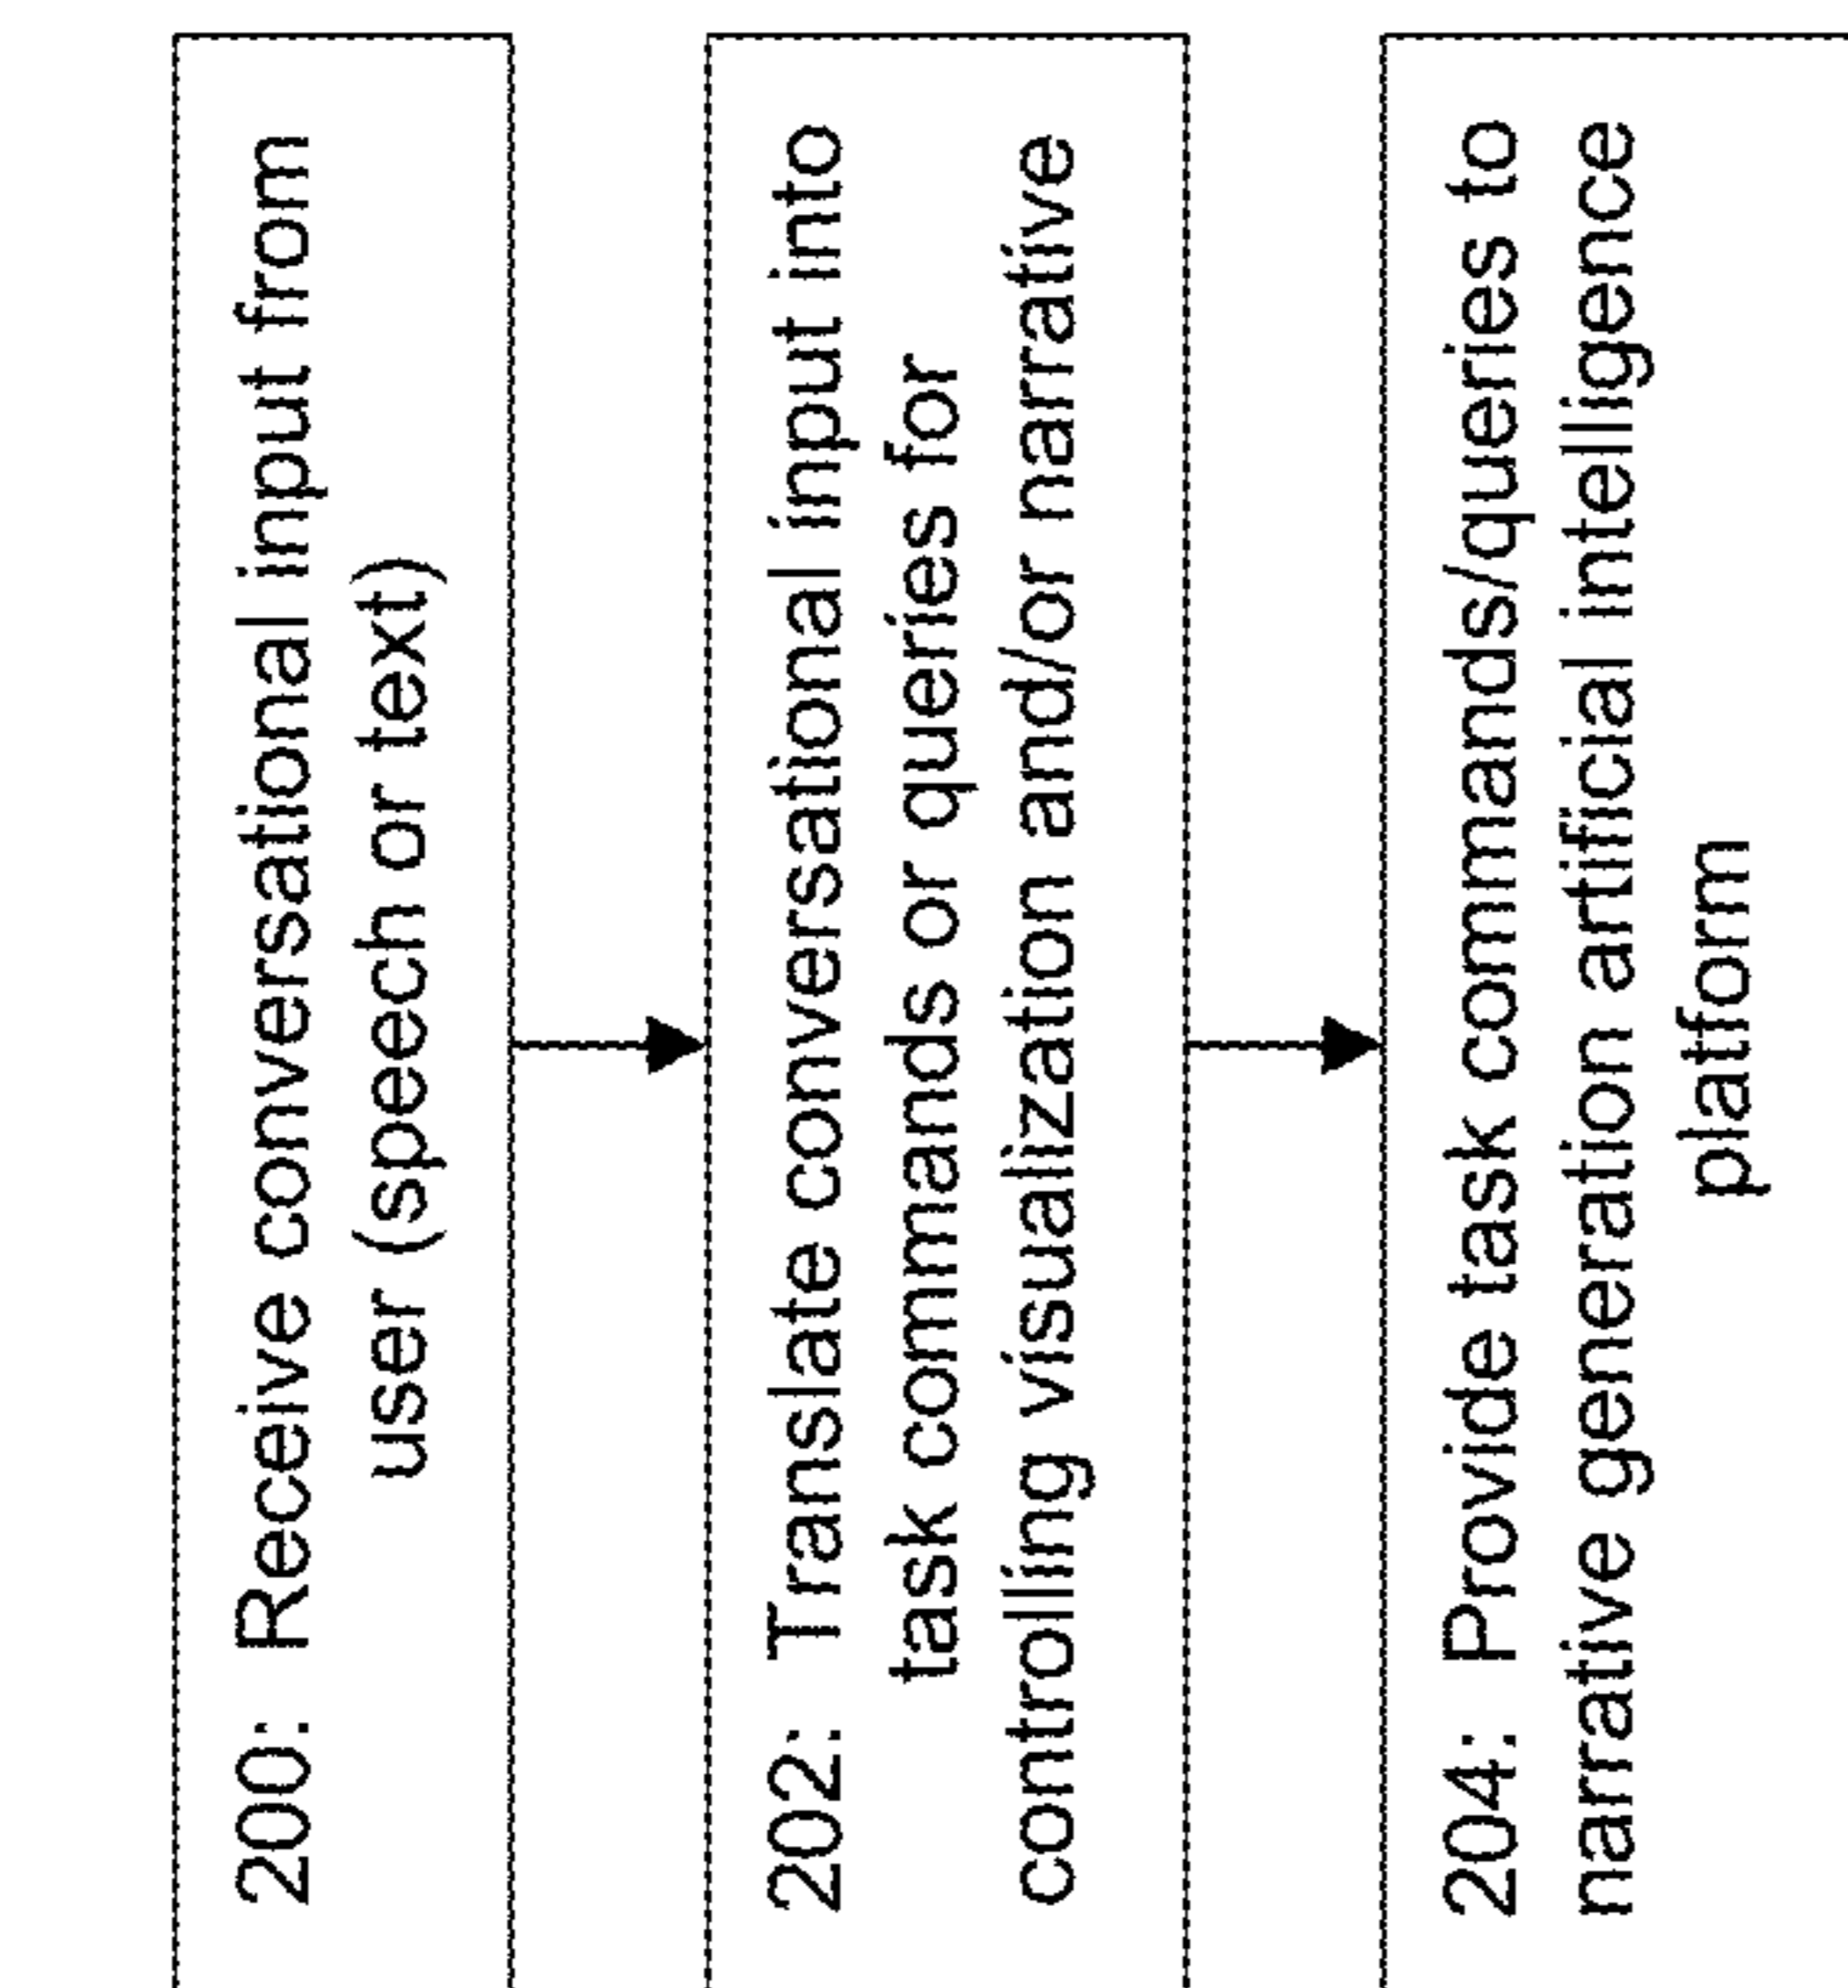 200: Receive conversational input from
user (speech or text)
202: Translate conversational input into
task commands or queries for
controlling visualization and/or narrative
204: Provide task commands/queries to
narrative generation artificial intelligence
platform